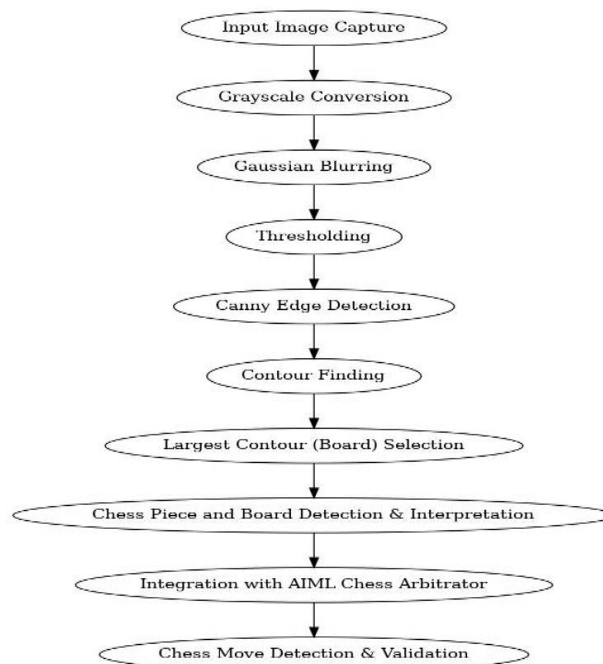 Input Image Capture
Grayscale Conversion
Gaussian Blurring
Thresholding
Canny Edge Detection
Contour Finding
Largest Contour (Board) Selection
Chess Piece and Board Detection & Interpretation
Integration with AIML Chess Arbitrator
Chess Move Detection & Validation